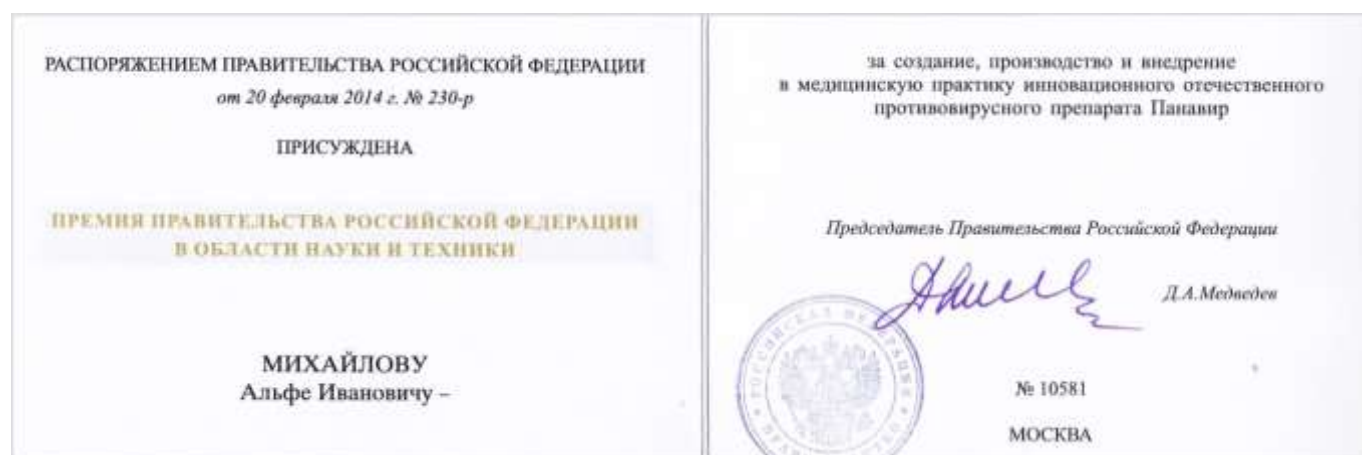 РАСПОРЯЖЕНИЕМ ПРАВИТЕЛЬСТВА РОССИЙСКОЙ ФЕДЕРАЦИИ
от 20 февраля 2014 г. № 230-р
ПРИСУЖДЕНА
ПРЕМИЯ ПРАВИТЕЛЬСТВА РОССИЙСКОЙ ФЕДЕРАЦИИ
В ОБЛАСТИ НАУКИ И ТЕХНИКИ
МИХАЙЛОВУ
Альфе Ивановичу –
за создание, производство и внедрение
в медицинскую практику инновационного отечественного
противовирусного препарата Панавир
Председатель Правительства Российской Федерации
Д.А.Медведев
РОССИЙСКАЯ ФЕДЕРАЦИЯ
№ 10581
МОСКВА